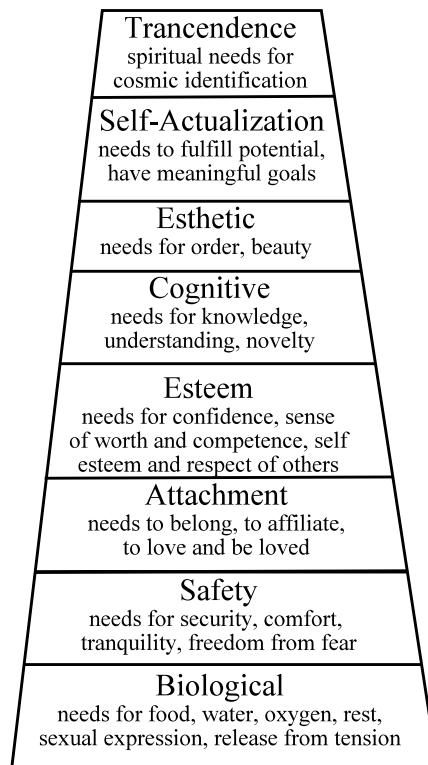 Trancendence
spiritual needs for
cosmic identification
Self-Actualization
needs to fulfill potential,
have meaningful goals
Esthetic
needs for order, beauty
Cognitive
needs for knowledge,
understanding, novelty
Esteem
needs for confidence, sense
of worth and competence, self
esteem and respect of others
Attachment
needs to belong, to affiliate,
to love and be loved
Safety
needs for security, comfort,
tranquility, freedom from fear
Biological
needs for food, water, oxygen, rest,
sexual expression, release from tension